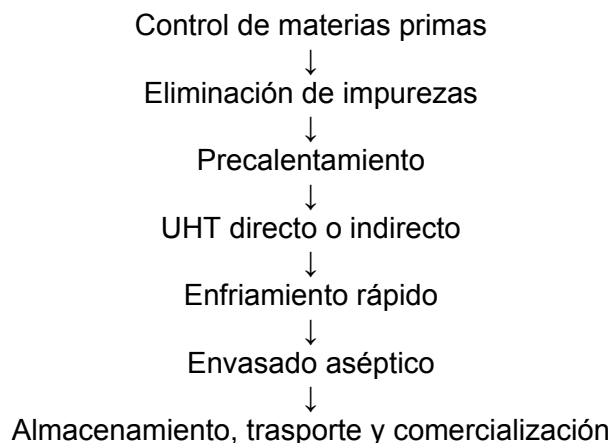 Control de materias primas
↓
Eliminación de impurezas
↓
Precalentamiento
↓
UHT directo o indirecto
↓
Enfriamiento rápido
↓
Envasado aséptico
↓
Almacenamiento, trasporte y comercialización